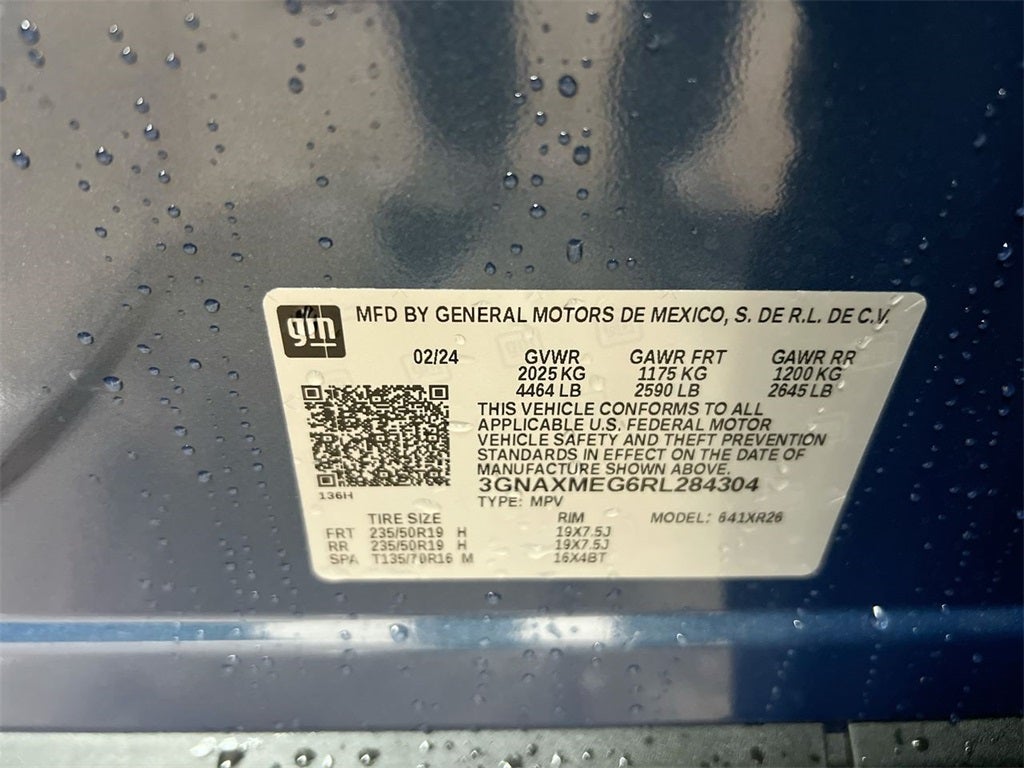 gm MFD BY GENERAL MOTORS DE MEXICO, S. DE R.L. DE C.V.
02/24 GVWR GAWR FRT GAWR RR
2025 KG 1175 KG 1200 KG
4464 LB 2590 LB 2645 LB
THIS VEHICLE CONFORMS TO ALL
APPLICABLE U.S. FEDERAL MOTOR
VEHICLE SAFETY AND THEFT PREVENTION
STANDARDS IN EFFECT ON THE DATE OF
MANUFACTURE SHOWN ABOVE.
3GNAXMEG6RL284304
136H
TYPE: MPV
TIRE SIZE RIM MODEL: 641XR26
FRT 235/50R19 H 19X7.5J
RR 235/50R19 H 19X7.5J
SPA T135/70R16 M 16X4BT